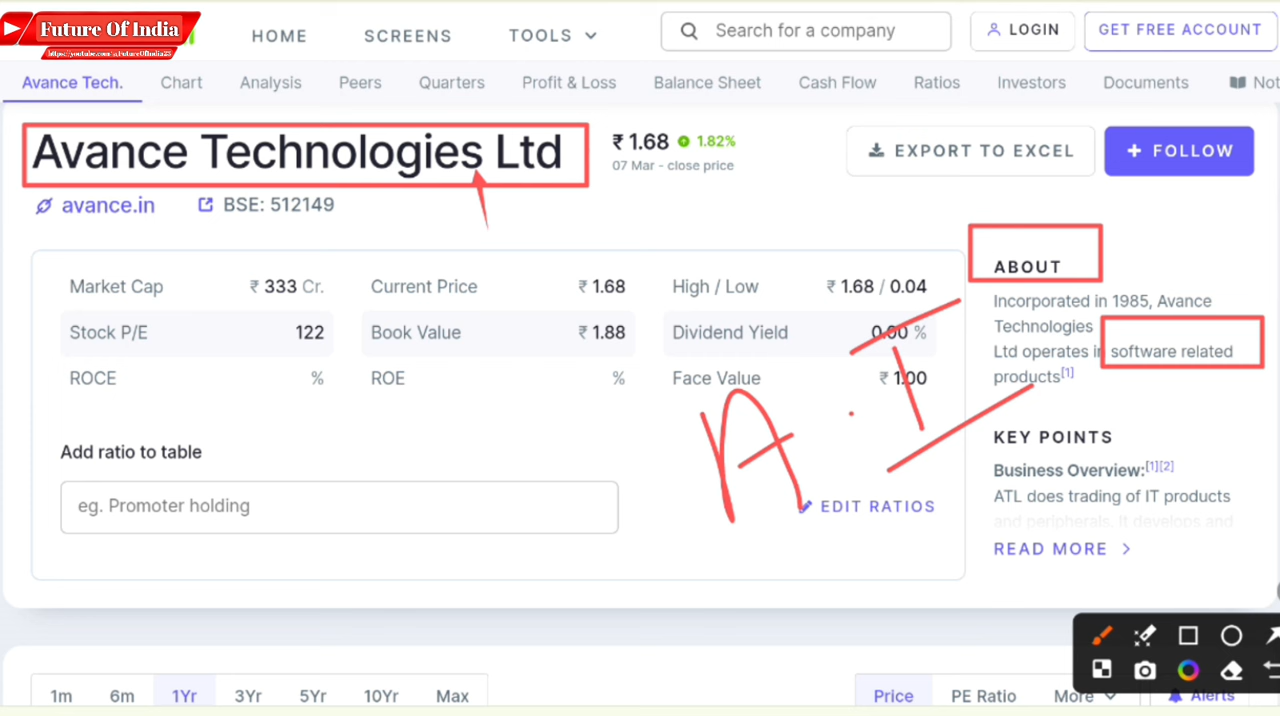 Future Of India
HOME
SCREENS
TOOLS
Search for a company
LOGIN
GET FREE ACCOUNT
Avance Tech.
Chart
Analysis
Peers
Quarters
Profit & Loss
Balance Sheet
Cash Flow
Ratios
Investors
Documents
Not
Avance Technologies Ltd
₹ 1.68 1.82%
07 Mar - close price
EXPORT TO EXCEL
+ FOLLOW
avance.in
BSE: 512149
Market Cap ₹ 333 Cr.
Current Price ₹ 1.68
High / Low ₹ 1.68 / 0.04
Stock P/E 122
Book Value ₹ 1.88
Dividend Yield 0.00 %
ROCE %
ROE %
Face Value ₹ 1.00
Add ratio to table
eg. Promoter holding
EDIT RATIOS
A.I
ABOUT
Incorporated in 1985, Avance
Technologies
Ltd operates in software related
products[1]
KEY POINTS
Business Overview:[1][2]
ATL does trading of IT products
and peripherals. It develops and
READ MORE
1m
6m
1Yr
3Yr
5Yr
10Yr
Max
Price
PE Ratio
More
Alerts